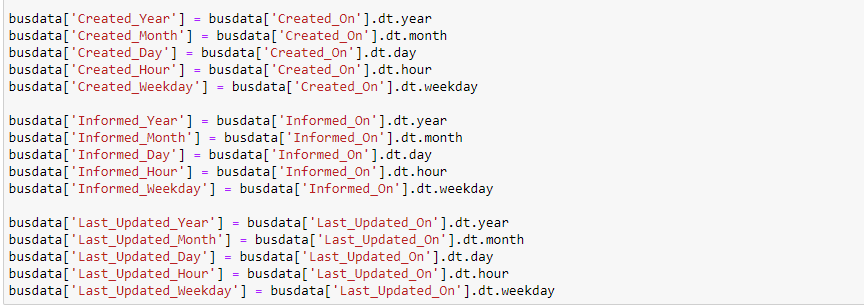 busdata['Created_Year'] = busdata['Created_On'].dt.year
busdata['Created_Month'] = busdata['Created_On'].dt.month
busdata['Created_Day'] = busdata['Created_On'].dt.day
busdata['Created_Hour'] = busdata['Created_On'].dt.hour
busdata['Created_Weekday'] = busdata['Created_On'].dt.weekday

busdata['Informed_Year'] = busdata['Informed_On'].dt.year
busdata['Informed_Month'] = busdata['Informed_On'].dt.month
busdata['Informed_Day'] = busdata['Informed_On'].dt.day
busdata['Informed_Hour'] = busdata['Informed_On'].dt.hour
busdata['Informed_Weekday'] = busdata['Informed_On'].dt.weekday

busdata['Last_Updated_Year'] = busdata['Last_Updated_On'].dt.year
busdata['Last_Updated_Month'] = busdata['Last_Updated_On'].dt.month
busdata['Last_Updated_Day'] = busdata['Last_Updated_On'].dt.day
busdata['Last_Updated_Hour'] = busdata['Last_Updated_On'].dt.hour
busdata['Last_Updated_Weekday'] = busdata['Last_Updated_On'].dt.weekday